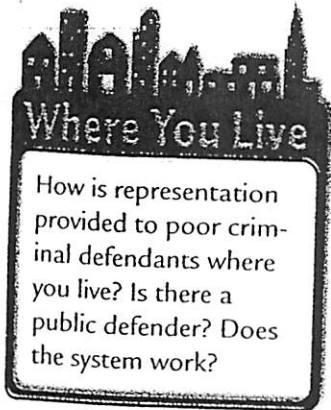 Where You Live
How is representation
provided to poor crim-
inal defendants where
you live? Is there a
public defender? Does
the system work?